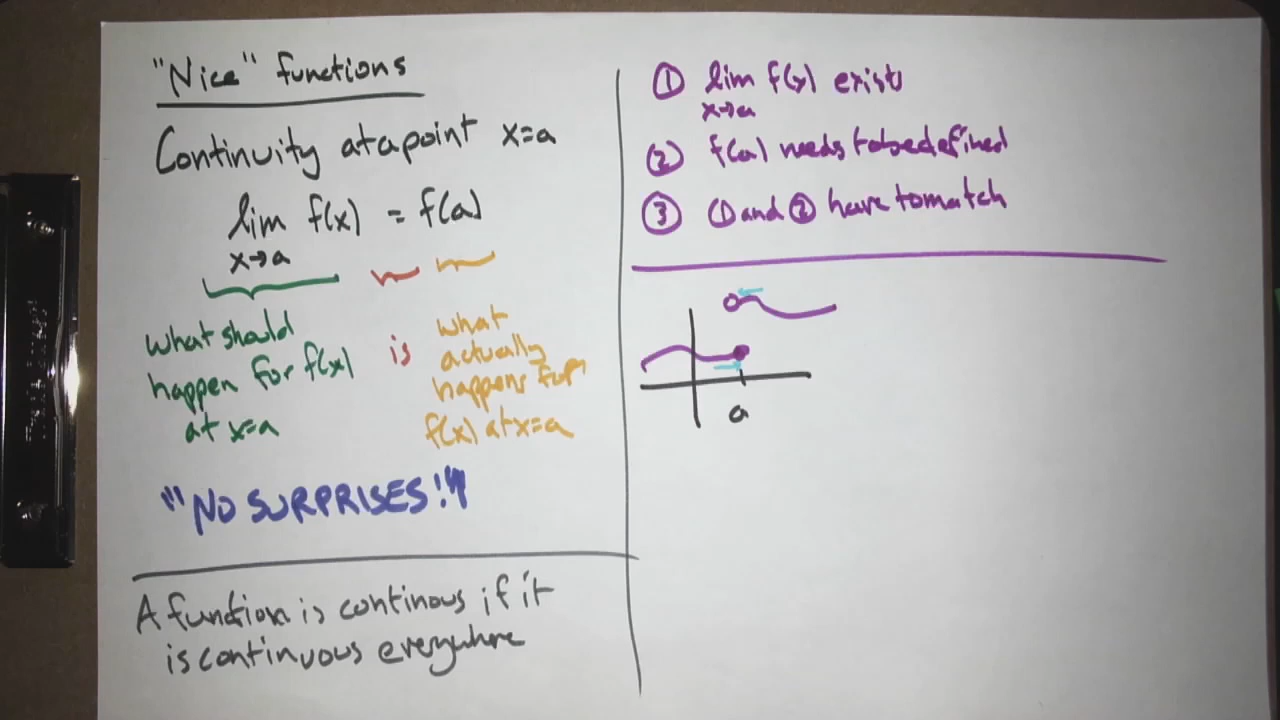 "Nice" functions
Continuity at a point x=a
lim f(x) = f(a)
x→a
what should
happen for f(x)
at x=a
is
what
actually
happens for
f(x) at x=a
"NO SURPRISES!"
A function is continous if it
is continuous everywhere
① lim f(x) exists
x→a
② f(a) needs to be defined
③ ① and ② have to match
a